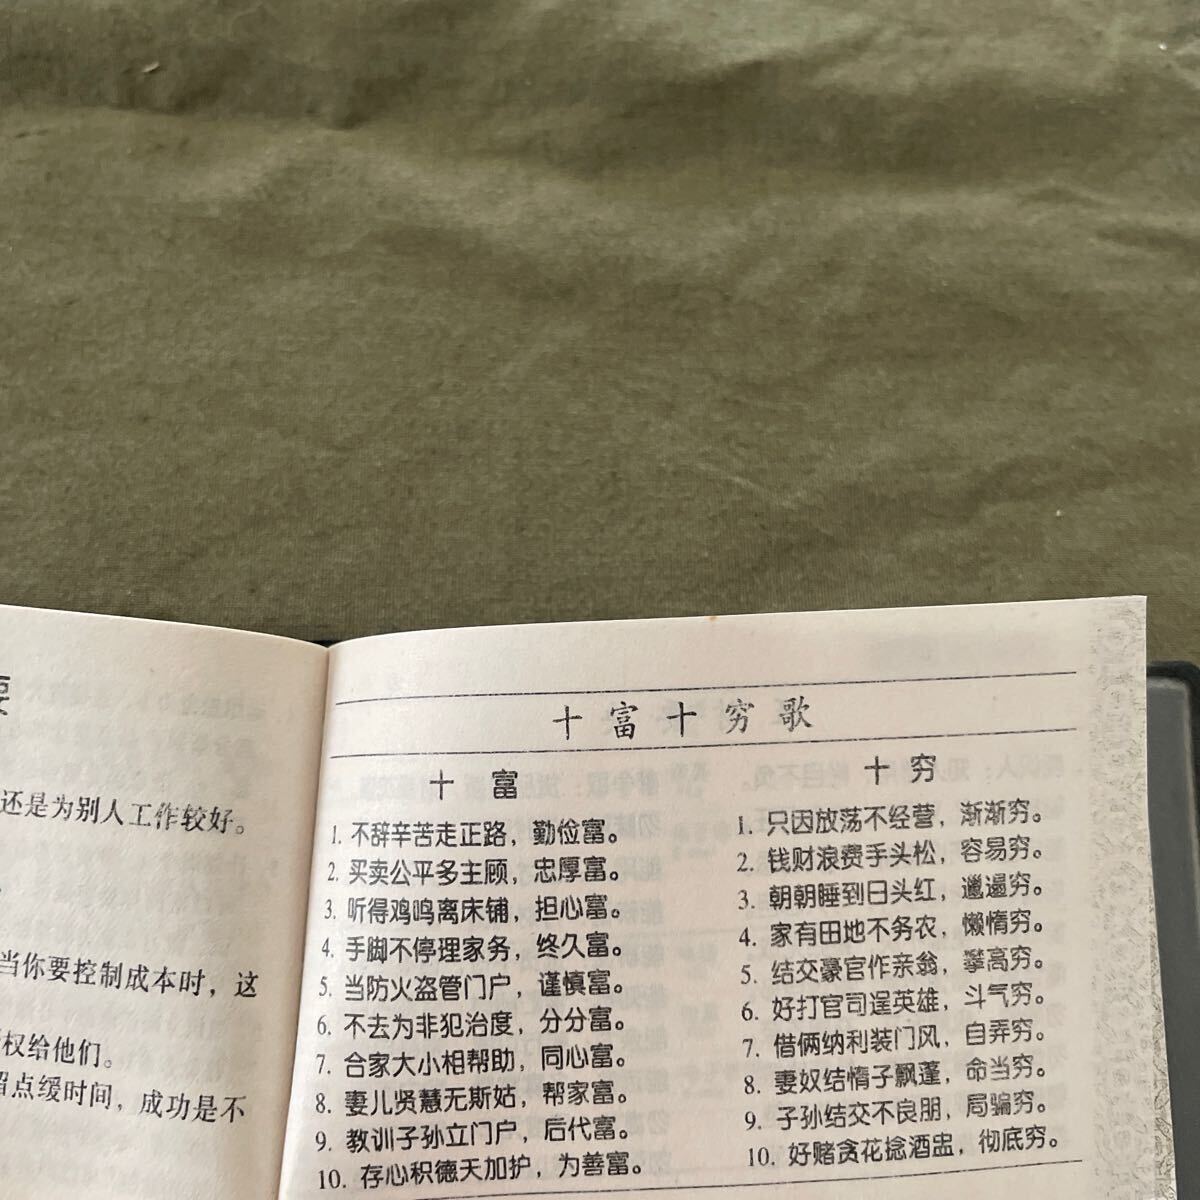 要
还是为别人工作较好。
当你要控制成本时，这
权给他们。
留点缓时间，成功是不
十富十穷歌
十富
1. 不辞辛苦走正路，勤俭富。
2. 买卖公平多主顾，忠厚富。
3. 听得鸡鸣离床铺，担心富。
4. 手脚不停理家务，终久富。
5. 当防火盗管门户，谨慎富。
6. 不去为非犯治度，分分富。
7. 合家大小相帮助，同心富。
8. 妻儿贤慧无斯姑，帮家富。
9. 教训子孙立门户，后代富。
10. 存心积德天加护，为善富。
十穷
1. 只因放荡不经营，渐渐穷。
2. 钱财浪费手头松，容易穷。
3. 朝朝睡到日头红，邋遢穷。
4. 家有田地不务农，懒惰穷。
5. 结交豪官作亲翁，攀高穷。
6. 好打官司逞英雄，斗气穷。
7. 借俩纳利装门风，自弄穷。
8. 妻奴结惰子飘蓬，命当穷。
9. 子孙结交不良朋，局骗穷。
10. 好赌贪花捻酒盅，彻底穷。